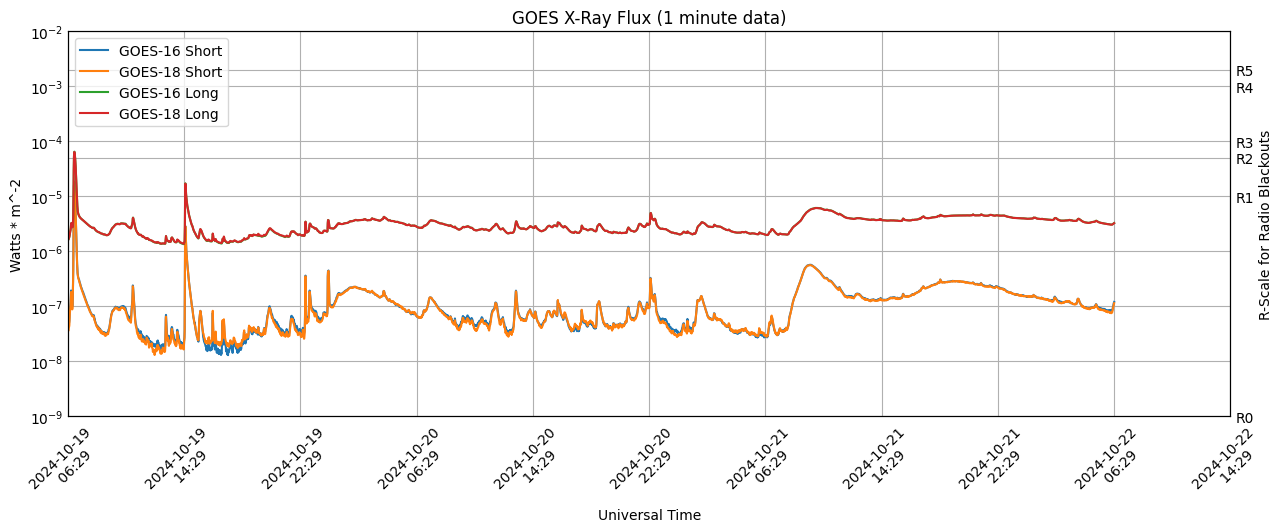 GOES X-Ray Flux (1 minute data)
GOES-16 Short
GOES-18 Short
GOES-16 Long
GOES-18 Long
Watts * m^-2
10^-2
10^-3
10^-4
10^-5
10^-6
10^-7
10^-8
10^-9
R5
R4
R3
R2
R1
R0
R-Scale for Radio Blackouts
2024-10-19
06:29
2024-10-19
14:29
2024-10-19
22:29
2024-10-20
06:29
2024-10-20
14:29
2024-10-20
22:29
2024-10-21
06:29
2024-10-21
14:29
2024-10-21
22:29
2024-10-22
06:29
2024-10-22
14:29
Universal Time